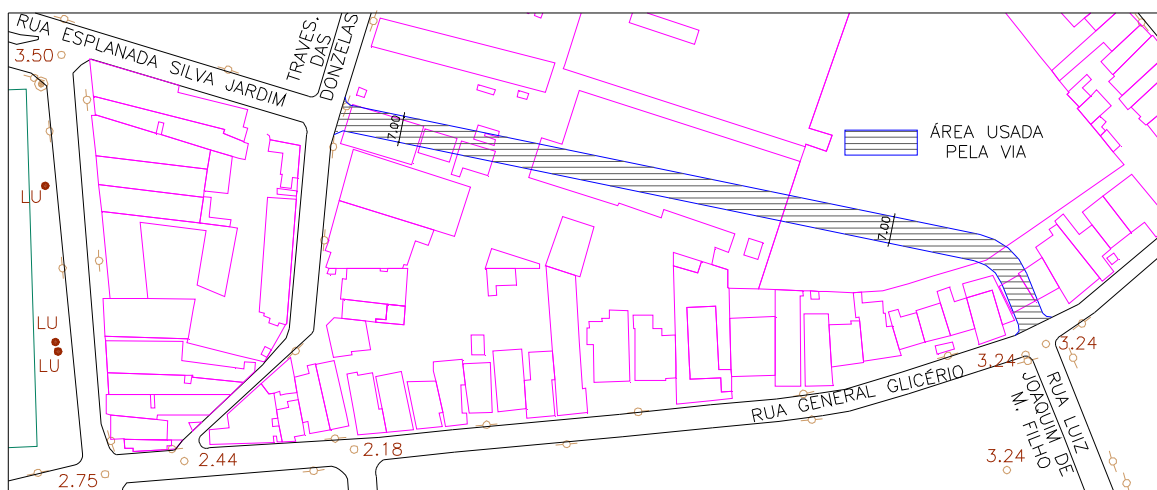 RUA ESPLANADA SILVA JARDIM
3.50
TRAVES.
DAS
DONZELAS
7.00
ÁREA USADA
PELA VIA
LU
7.00
LU
LU
3.24
3.24
RUA GENERAL GLICÉRIO
RUA LUIZ
JOAQUIM DE
M. FILHO
2.18
2.44
3.24
2.75